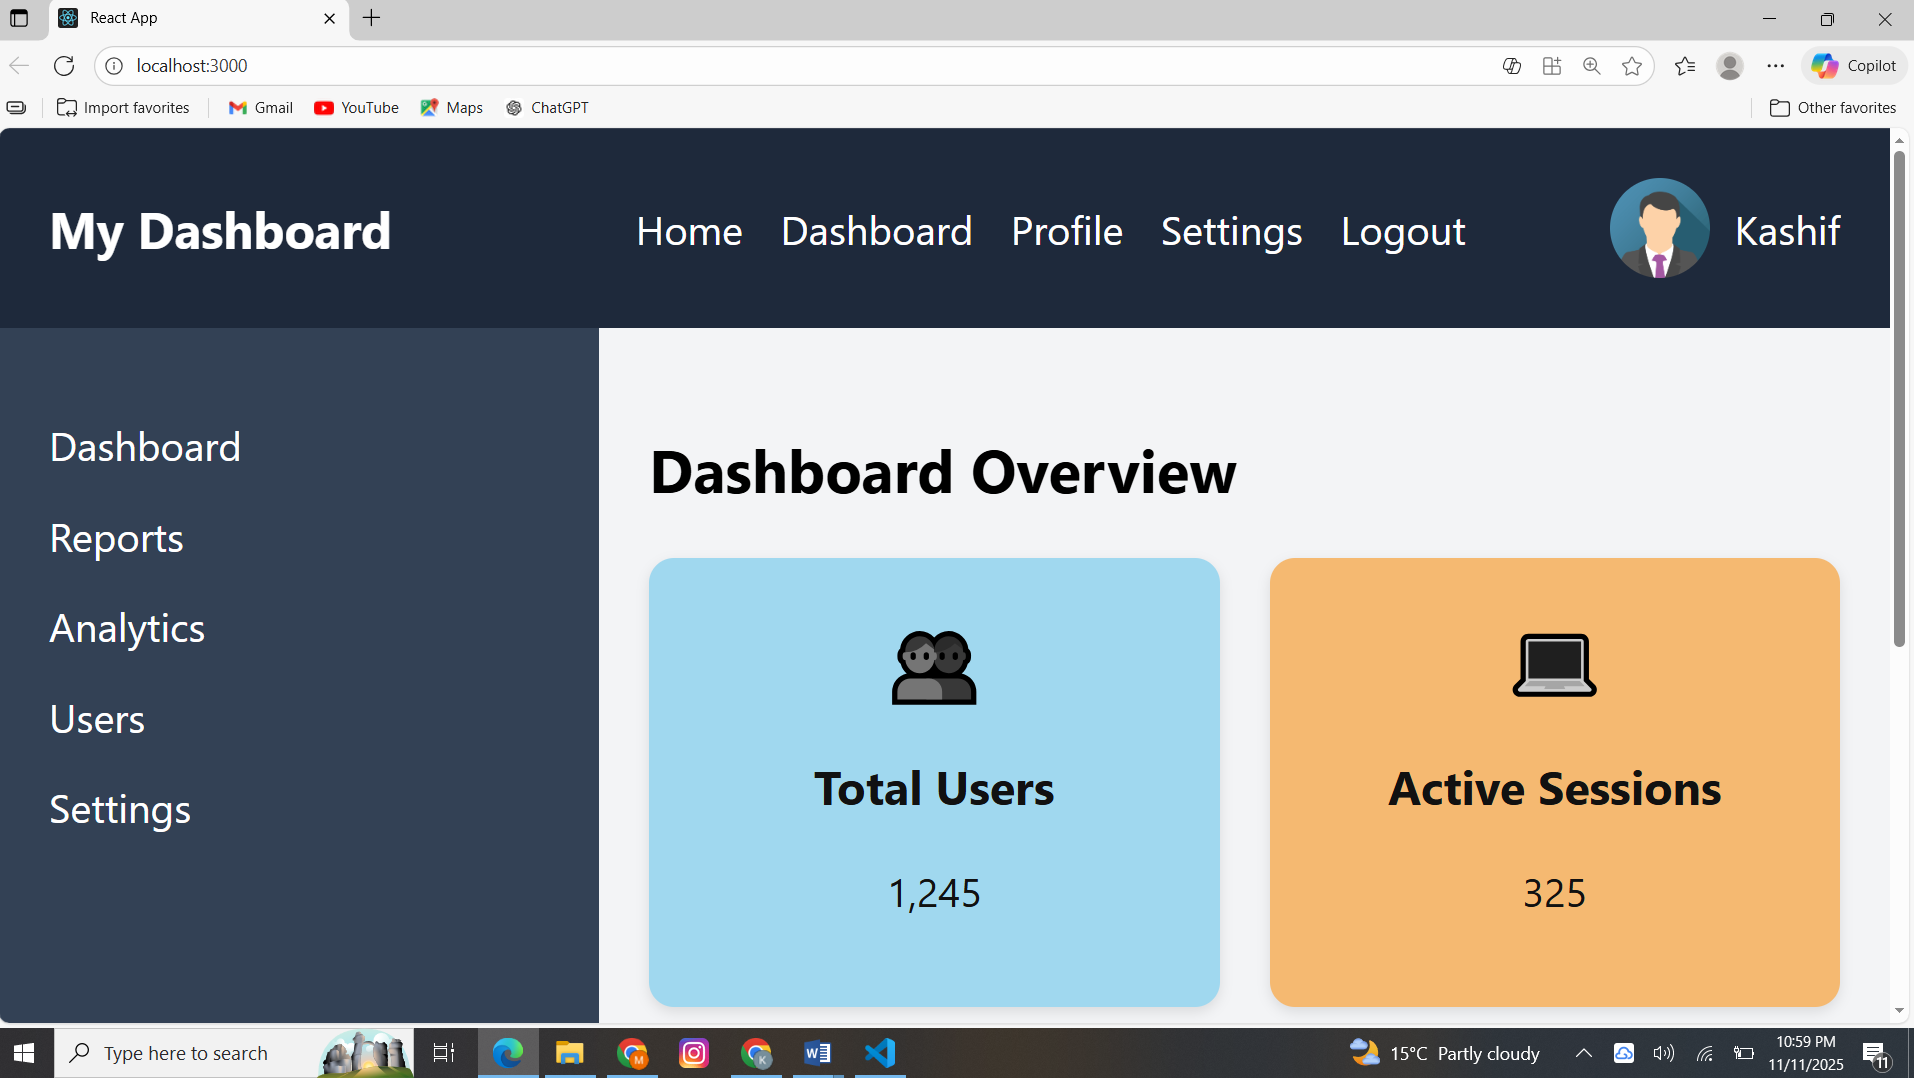 React App
localhost:3000
Copilot
Import favorites
Gmail
YouTube
Maps
ChatGPT
Other favorites
My Dashboard
Home
Dashboard
Profile
Settings
Logout
Kashif
Dashboard
Reports
Analytics
Users
Settings
Dashboard Overview
Total Users
1,245
Active Sessions
325
Type here to search
M
K
W
15°C Partly cloudy
10:59 PM
11/11/2025
11